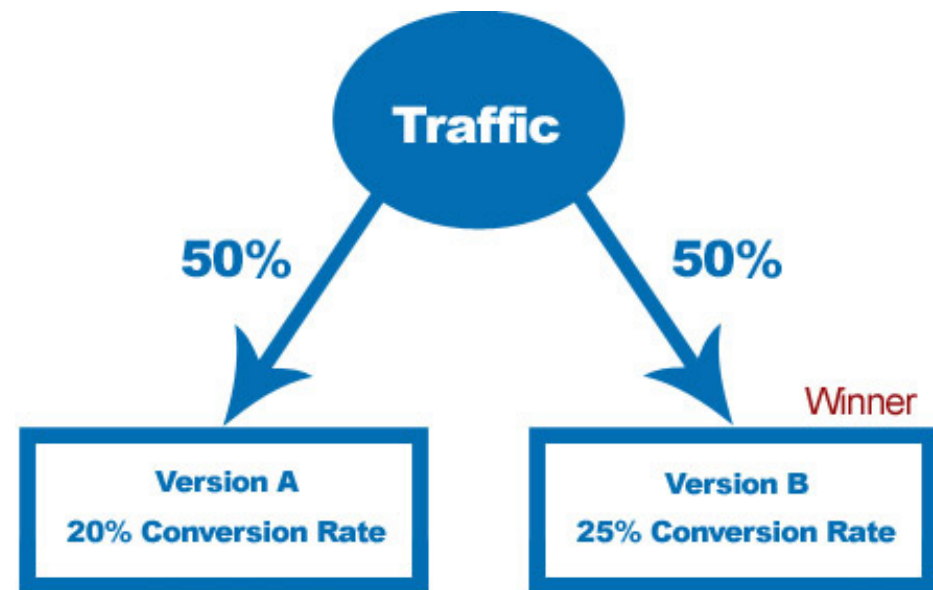 Traffic
50%
50%
Winner
Version A
20% Conversion Rate
Version B
25% Conversion Rate